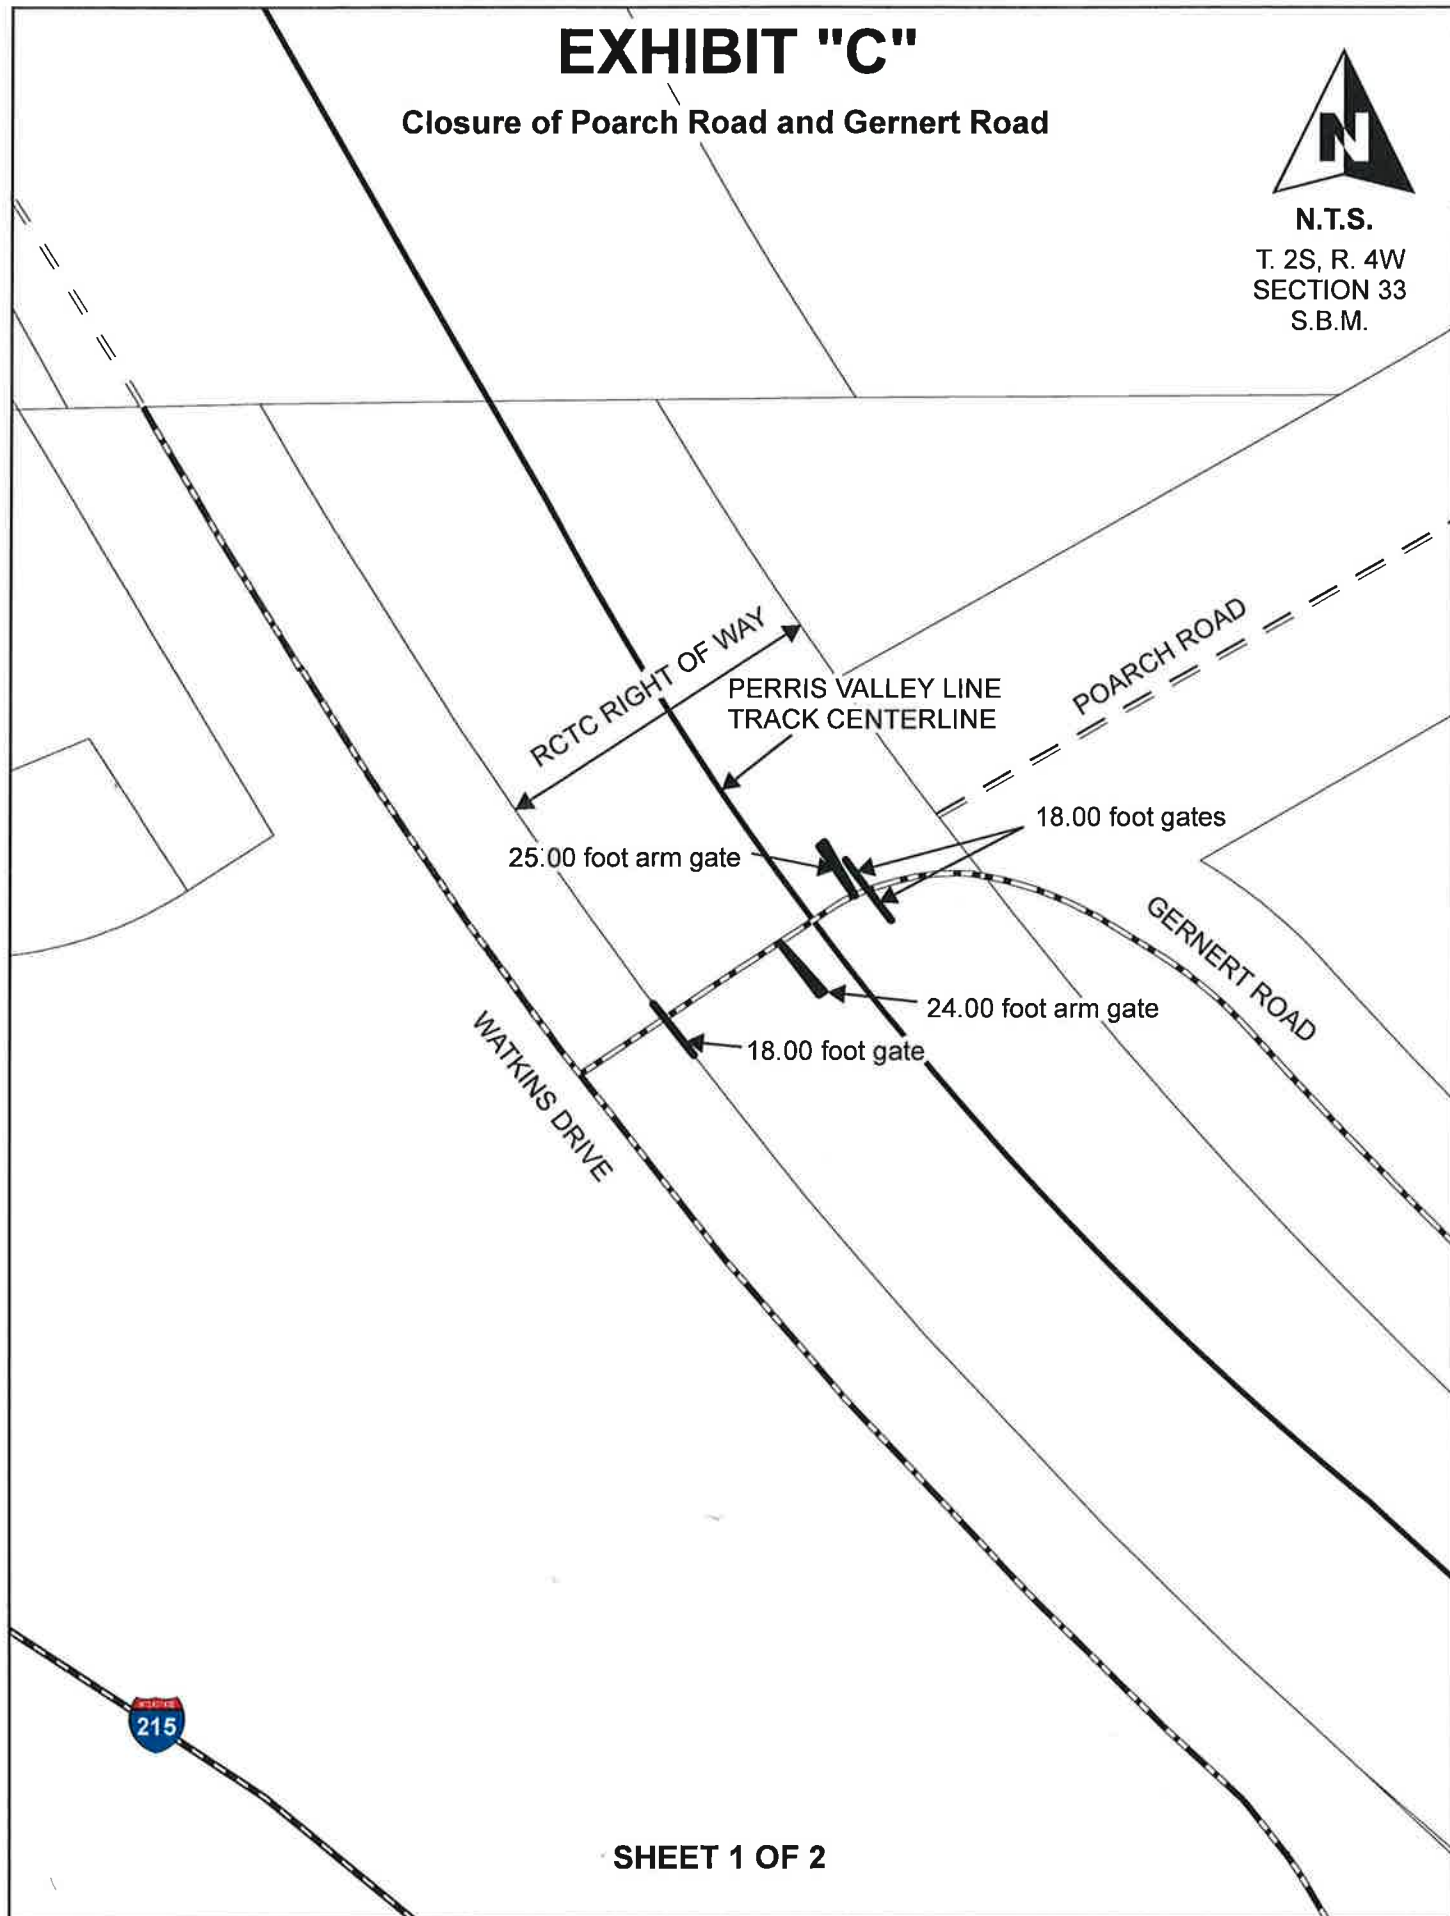 EXHIBIT "C"
Closure of Poarch Road and Gernert Road
N
N.T.S.
T. 2S, R. 4W
SECTION 33
S.B.M.
RCTC RIGHT OF WAY
PERRIS VALLEY LINE
TRACK CENTERLINE
POARCH ROAD
18.00 foot gates
25.00 foot arm gate
GERNERT ROAD
24.00 foot arm gate
18.00 foot gate
WATKINS DRIVE
INTERSTATE
215
SHEET 1 OF 2